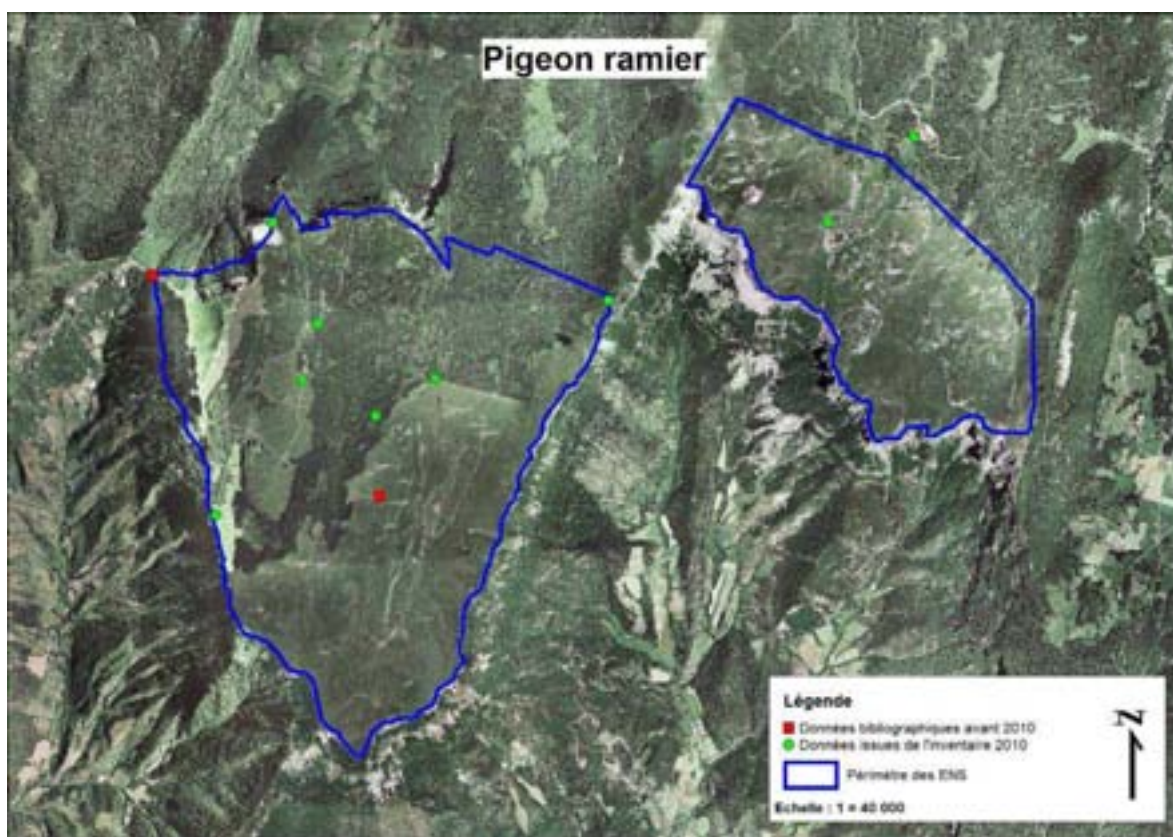 Pigeon ramier
Légende
Données bibliographiques avant 2010
Données issues de l'inventaire 2010
Périmètre des ENS
Echelle : 1 = 40 000
N